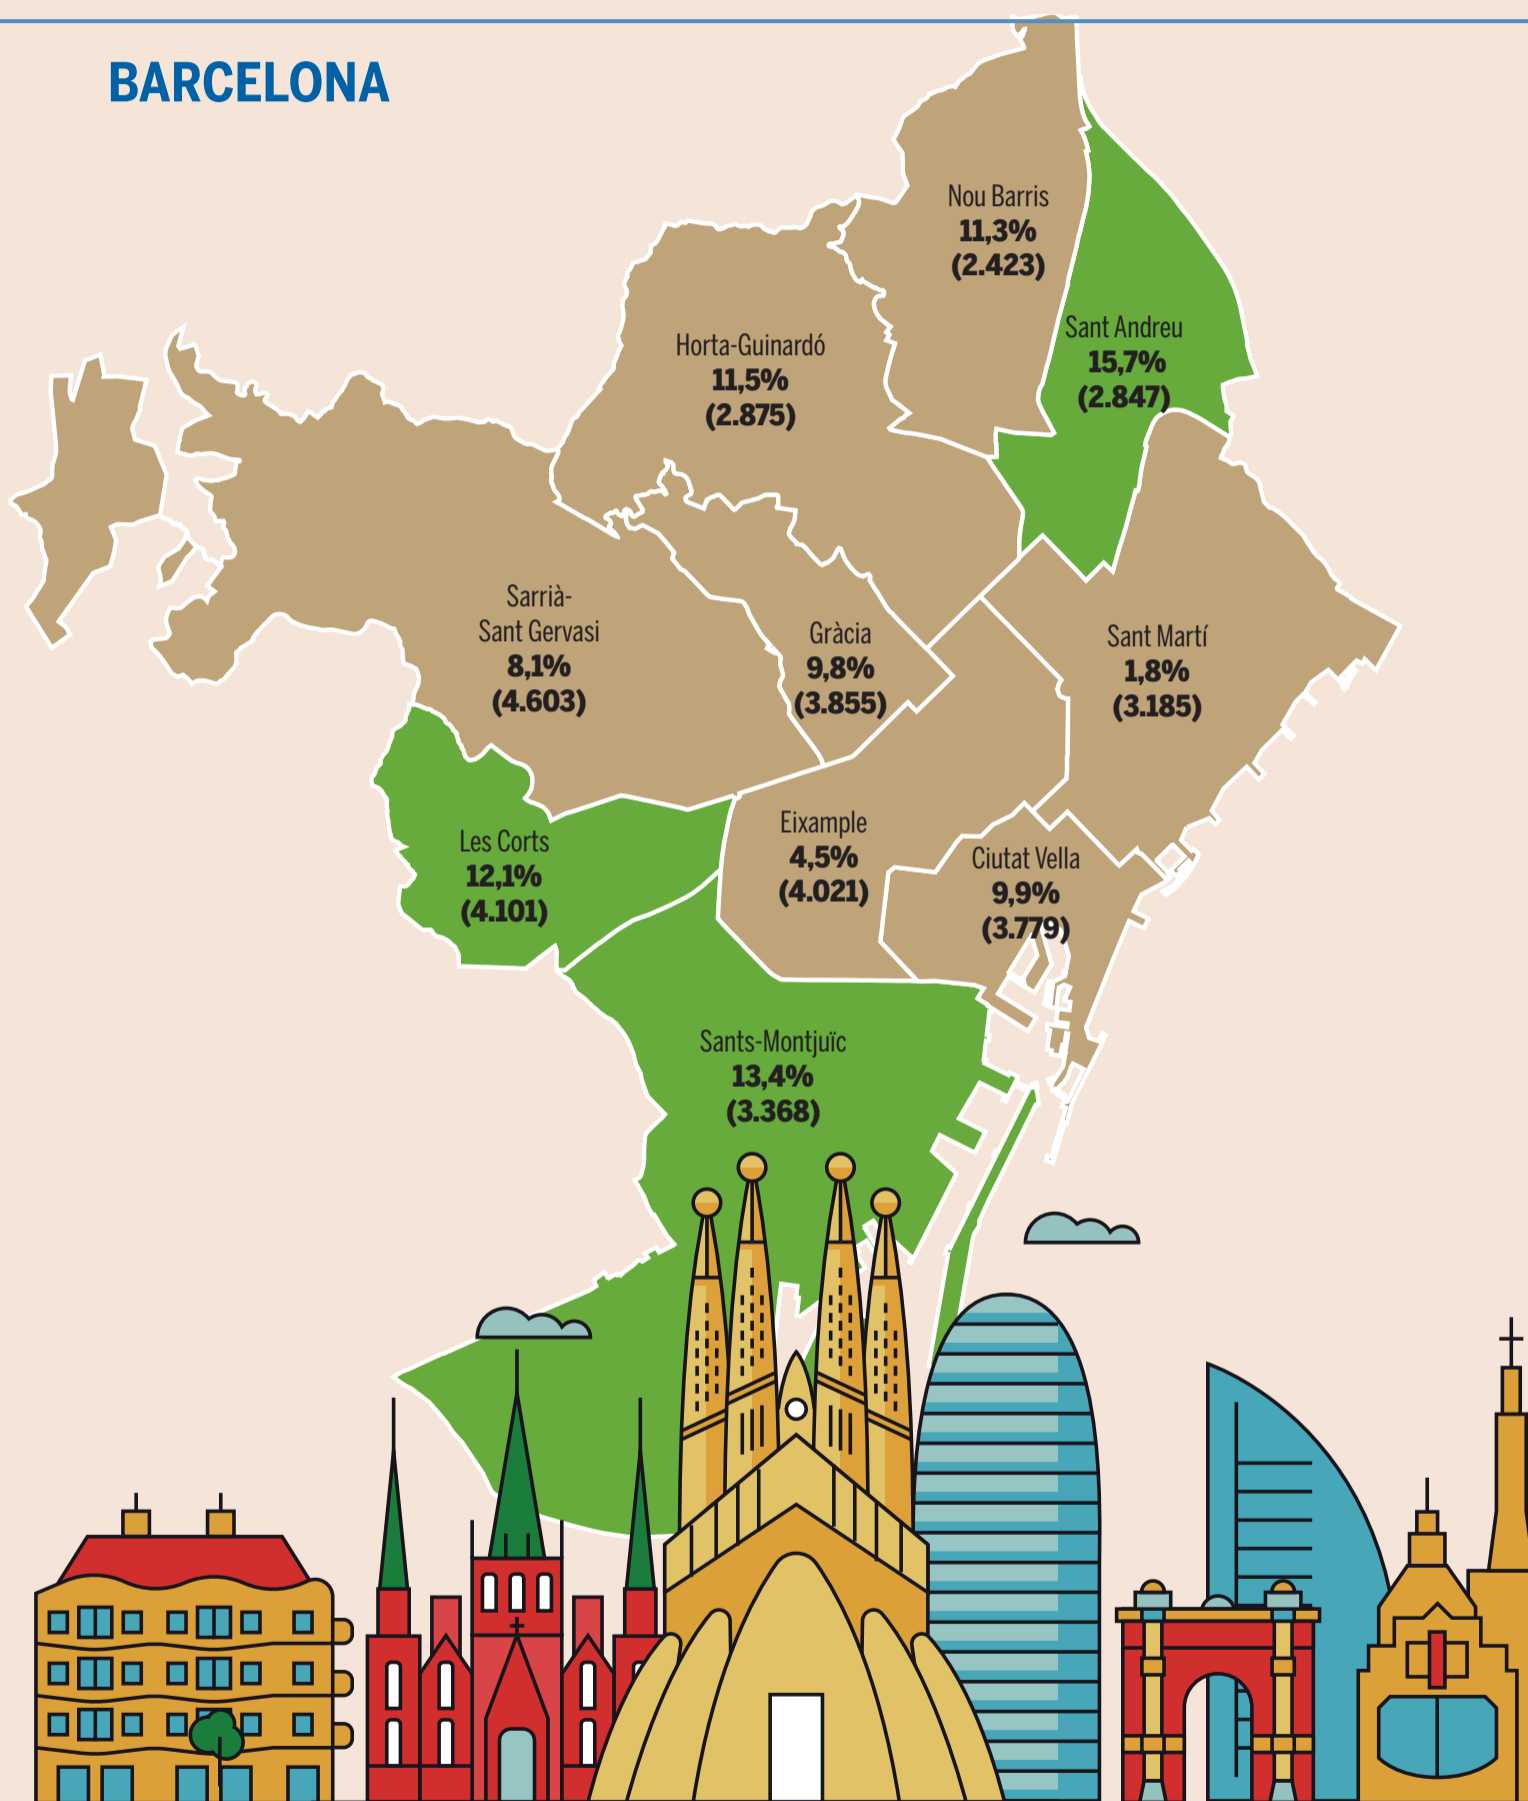 BARCELONA
Nou Barris
11,3%
(2.423)
Sant Andreu
15,7%
(2.847)
Horta-Guinardó
11,5%
(2.875)
Sarrià-
Sant Gervasi
8,1%
(4.603)
Gràcia
9,8%
(3.855)
Sant Martí
1,8%
(3.185)
Les Corts
12,1%
(4.101)
Eixample
4,5%
(4.021)
Ciutat Vella
9,9%
(3.779)
Sants-Montjuïc
13,4%
(3.368)